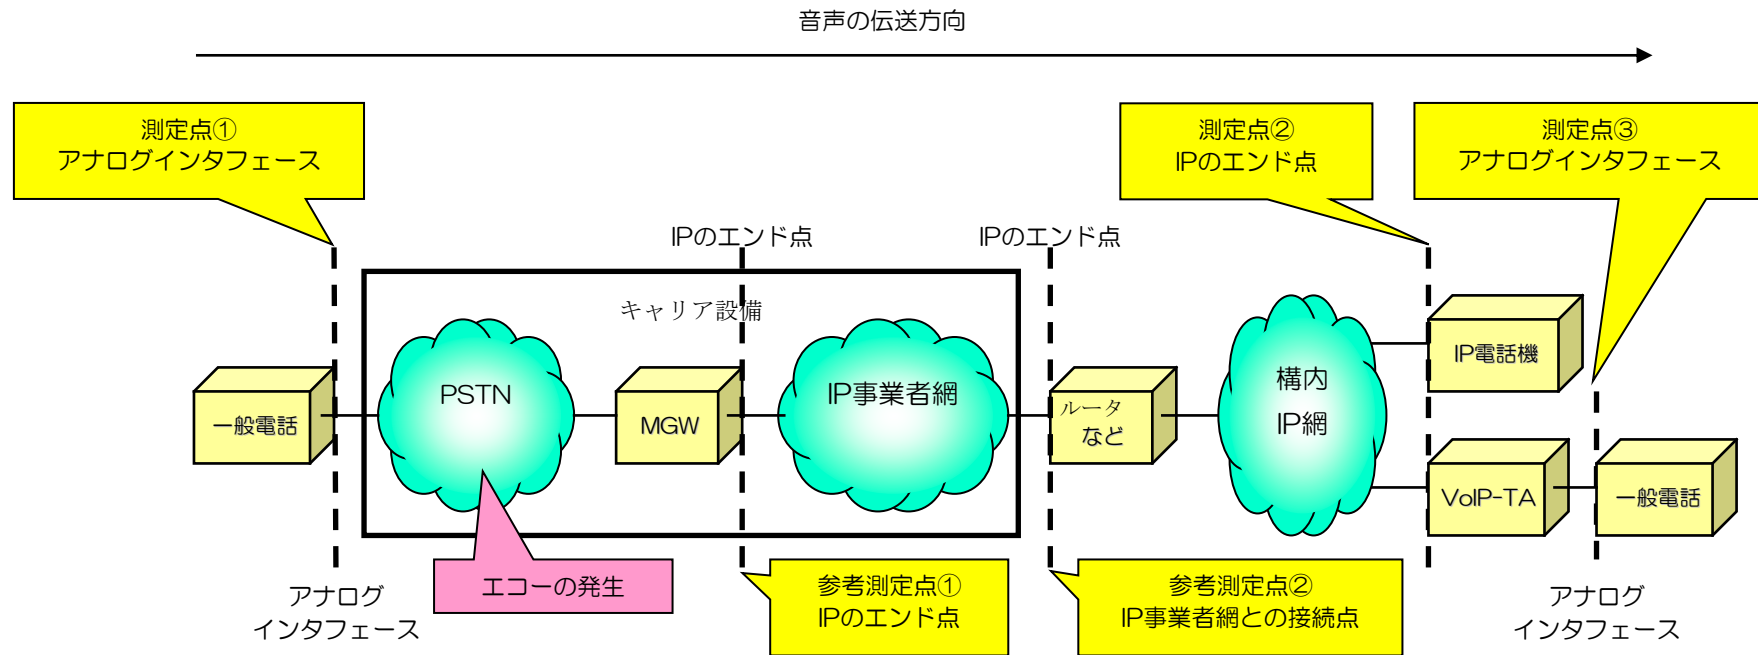 音声の伝送方向
測定点①
アナログインタフェース
測定点②
IPのエンド点
測定点③
アナログインタフェース
IPのエンド点
IPのエンド点
キャリア設備
一般電話
PSTN
MGW
IP事業者網
ルータ
など
構内
IP網
IP電話機
VoIP-TA
一般電話
エコーの発生
参考測定点①
IPのエンド点
参考測定点②
IP事業者網との接続点
アナログ
インタフェース
アナログ
インタフェース